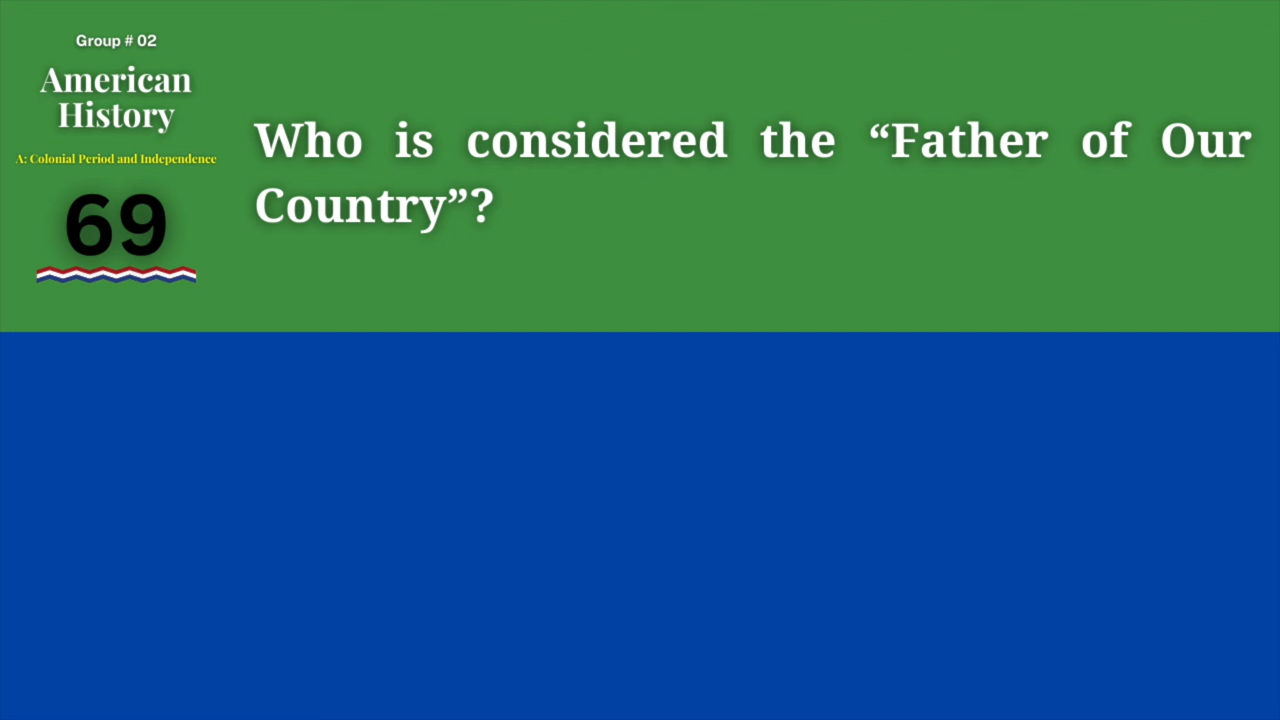 Group # 02
American
History
A: Colonial Period and Independence
69
Who is considered the “Father of Our
Country”?